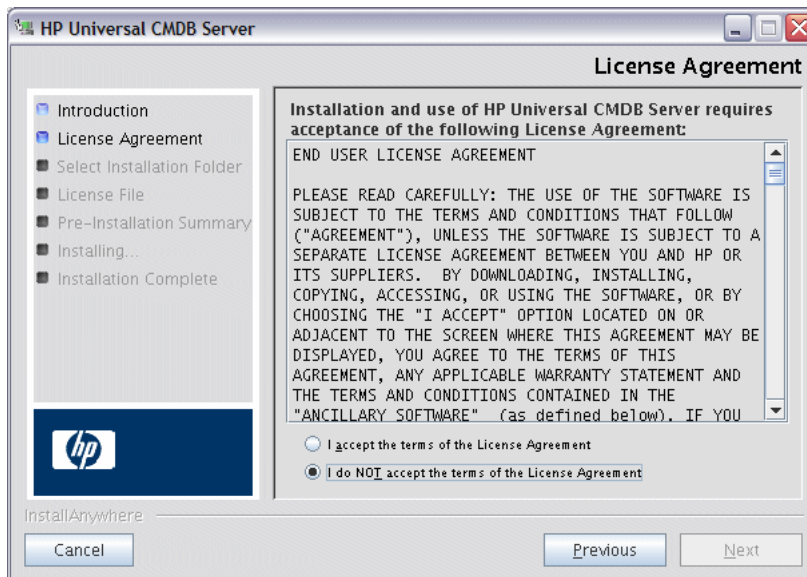 HP Universal CMDB Server
License Agreement
Introduction
License Agreement
Select Installation Folder
License File
Pre-Installation Summary
Installing...
Installation Complete
hp
Installation and use of HP Universal CMDB Server requires
acceptance of the following License Agreement:
END USER LICENSE AGREEMENT
PLEASE READ CAREFULLY: THE USE OF THE SOFTWARE IS
SUBJECT TO THE TERMS AND CONDITIONS THAT FOLLOW
("AGREEMENT"), UNLESS THE SOFTWARE IS SUBJECT TO A
SEPARATE LICENSE AGREEMENT BETWEEN YOU AND HP OR
ITS SUPPLIERS.  BY DOWNLOADING, INSTALLING,
COPYING, ACCESSING, OR USING THE SOFTWARE, OR BY
CHOOSING THE "I ACCEPT" OPTION LOCATED ON OR
ADJACENT TO THE SCREEN WHERE THIS AGREEMENT MAY BE
DISPLAYED, YOU AGREE TO THE TERMS OF THIS
AGREEMENT, ANY APPLICABLE WARRANTY STATEMENT AND
THE TERMS AND CONDITIONS CONTAINED IN THE
"ANCILLARY SOFTWARE"  (as defined below). IF YOU
I accept the terms of the License Agreement
I do NOT accept the terms of the License Agreement
InstallAnywhere
Cancel
Previous
Next